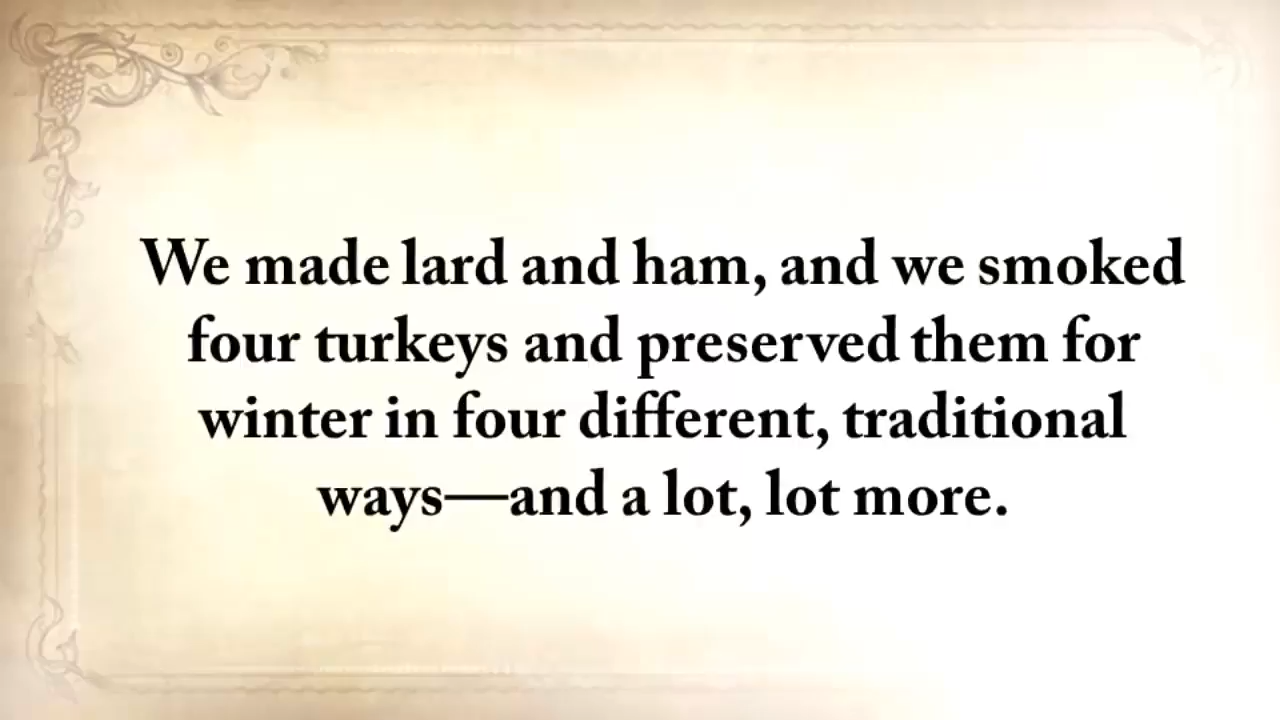 We made lard and ham, and we smoked
four turkeys and preserved them for
winter in four different, traditional
ways—and a lot, lot more.